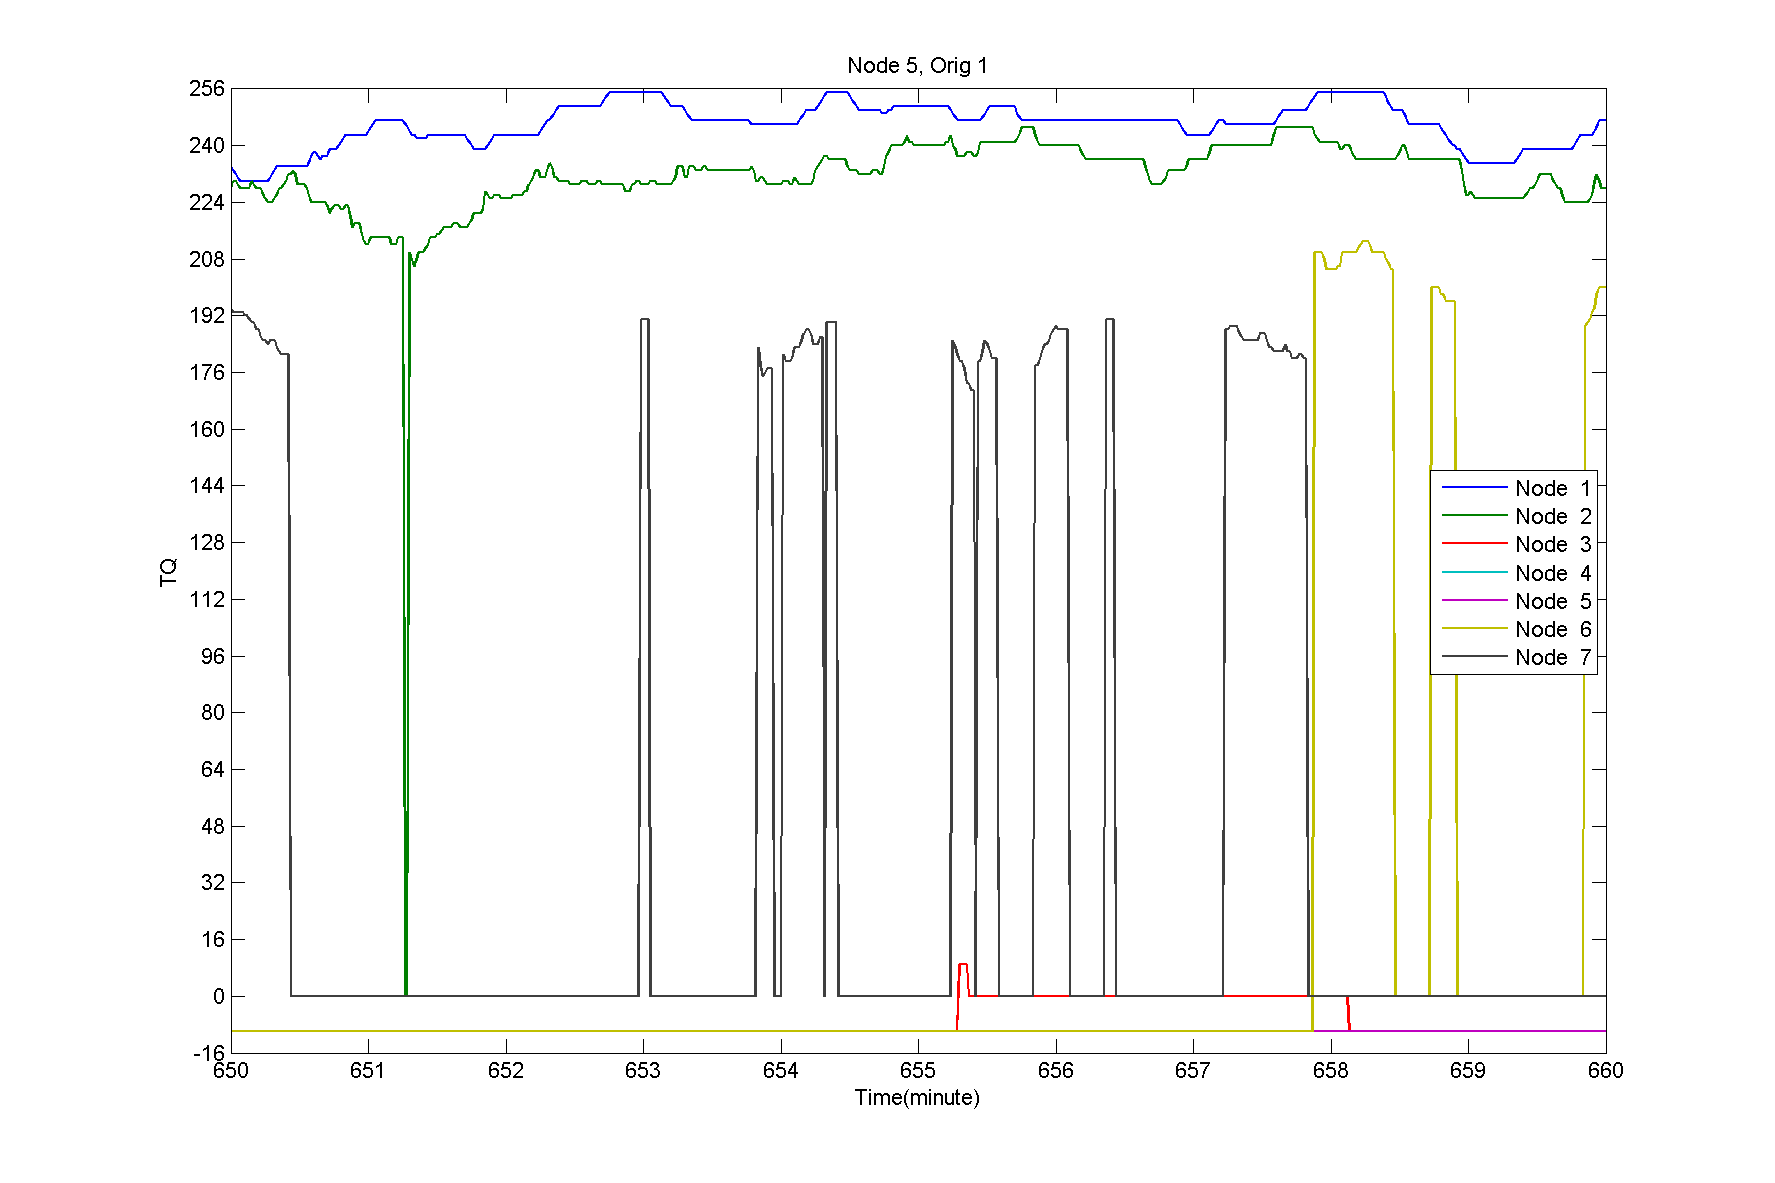 Node 5, Orig 1
256
240
224
208
192
176
160
144
128
112
96
80
64
48
32
16
0
-16
TQ
Node 1
Node 2
Node 3
Node 4
Node 5
Node 6
Node 7
650 651 652 653 654 655 656 657 658 659 660
Time(minute)